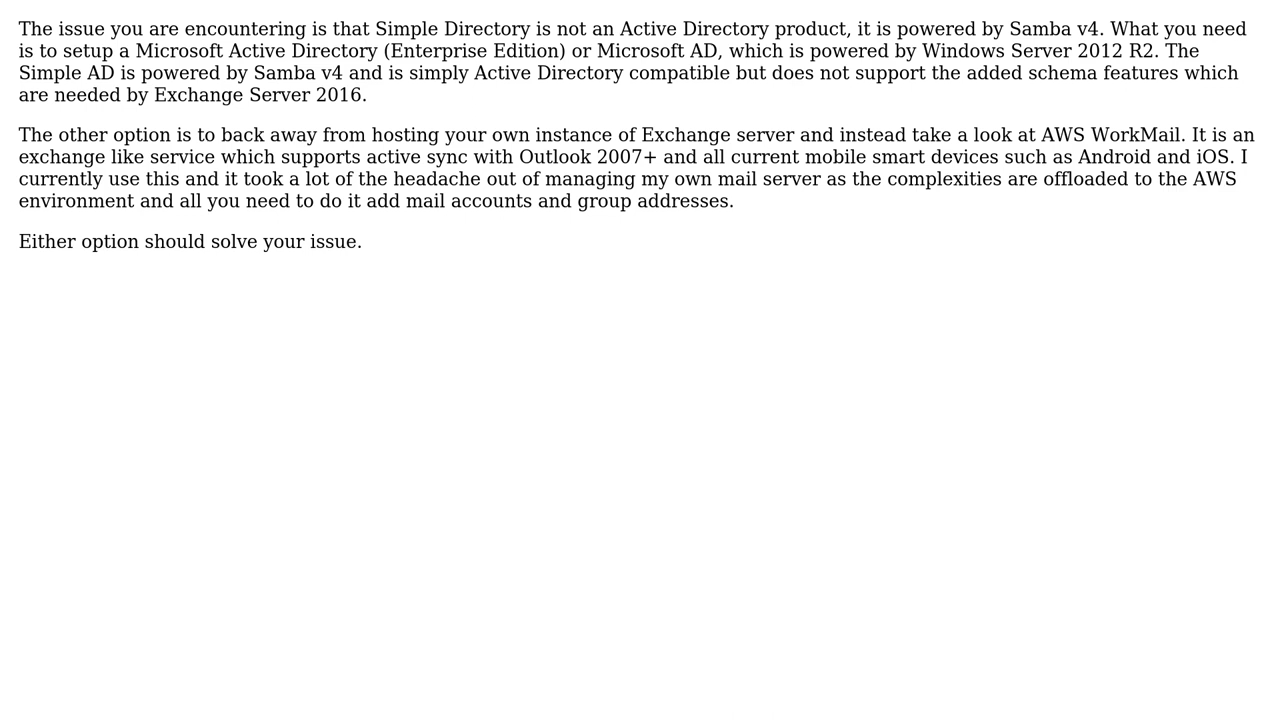 The issue you are encountering is that Simple Directory is not an Active Directory product, it is powered by Samba v4. What you need
is to setup a Microsoft Active Directory (Enterprise Edition) or Microsoft AD, which is powered by Windows Server 2012 R2. The
Simple AD is powered by Samba v4 and is simply Active Directory compatible but does not support the added schema features which
are needed by Exchange Server 2016.
The other option is to back away from hosting your own instance of Exchange server and instead take a look at AWS WorkMail. It is an
exchange like service which supports active sync with Outlook 2007+ and all current mobile smart devices such as Android and iOS. I
currently use this and it took a lot of the headache out of managing my own mail server as the complexities are offloaded to the AWS
environment and all you need to do it add mail accounts and group addresses.
Either option should solve your issue.